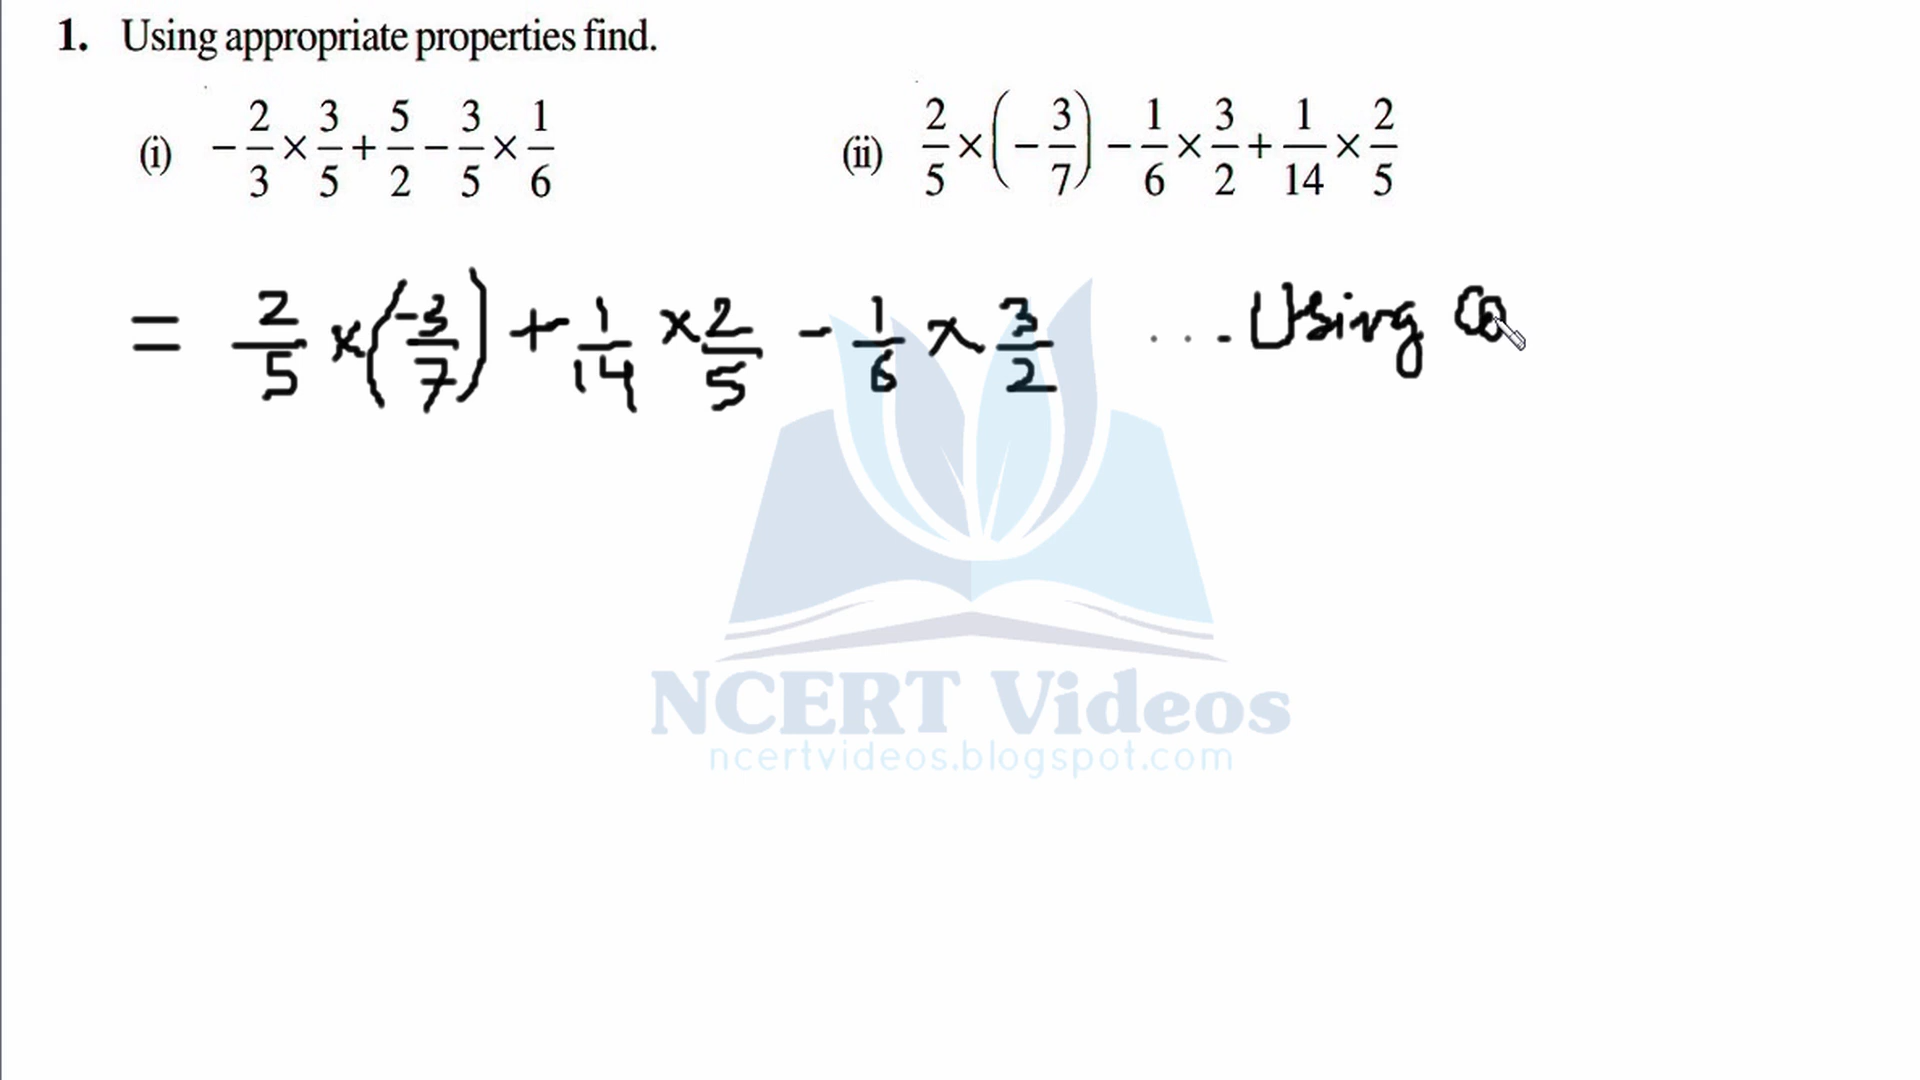 1. Using appropriate properties find.
(i) -2/3 × 3/5 + 5/2 - 3/5 × 1/6 (ii) 2/5 × (-3/7) - 1/6 × 3/2 + 1/14 × 2/5
= 2/5 × (-3/7) + 1/14 × 2/5 - 1/6 × 3/2 ... Using Co
NCERT Videos
ncertvideos.blogspot.com